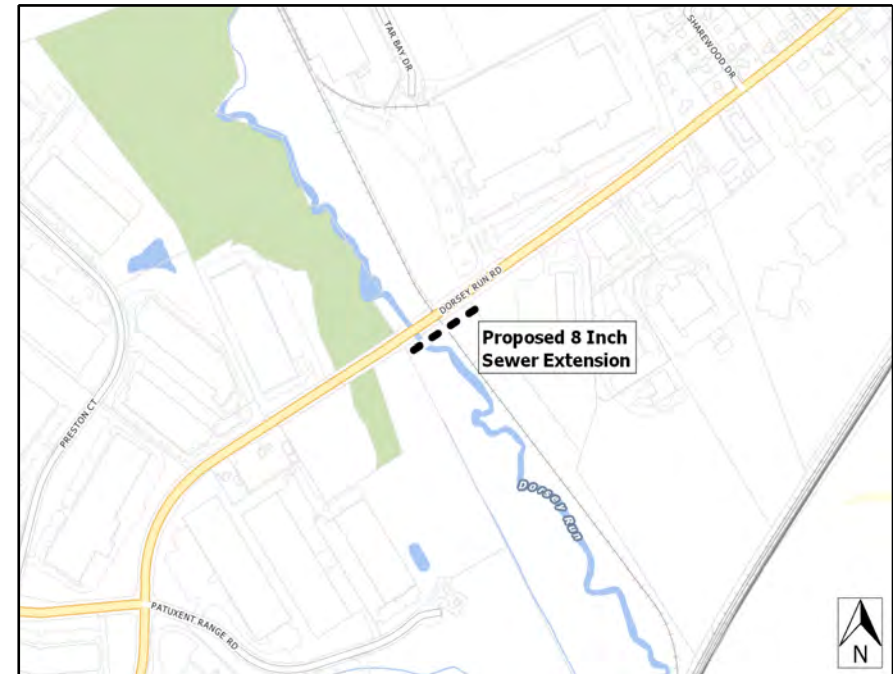 TAR BAY DR
SHAREWOOD DR
DORSEY RUN RD
Proposed 8 Inch
Sewer Extension
PRESTON CT
Dorsey Run
PATUXENT RANGE RD
N